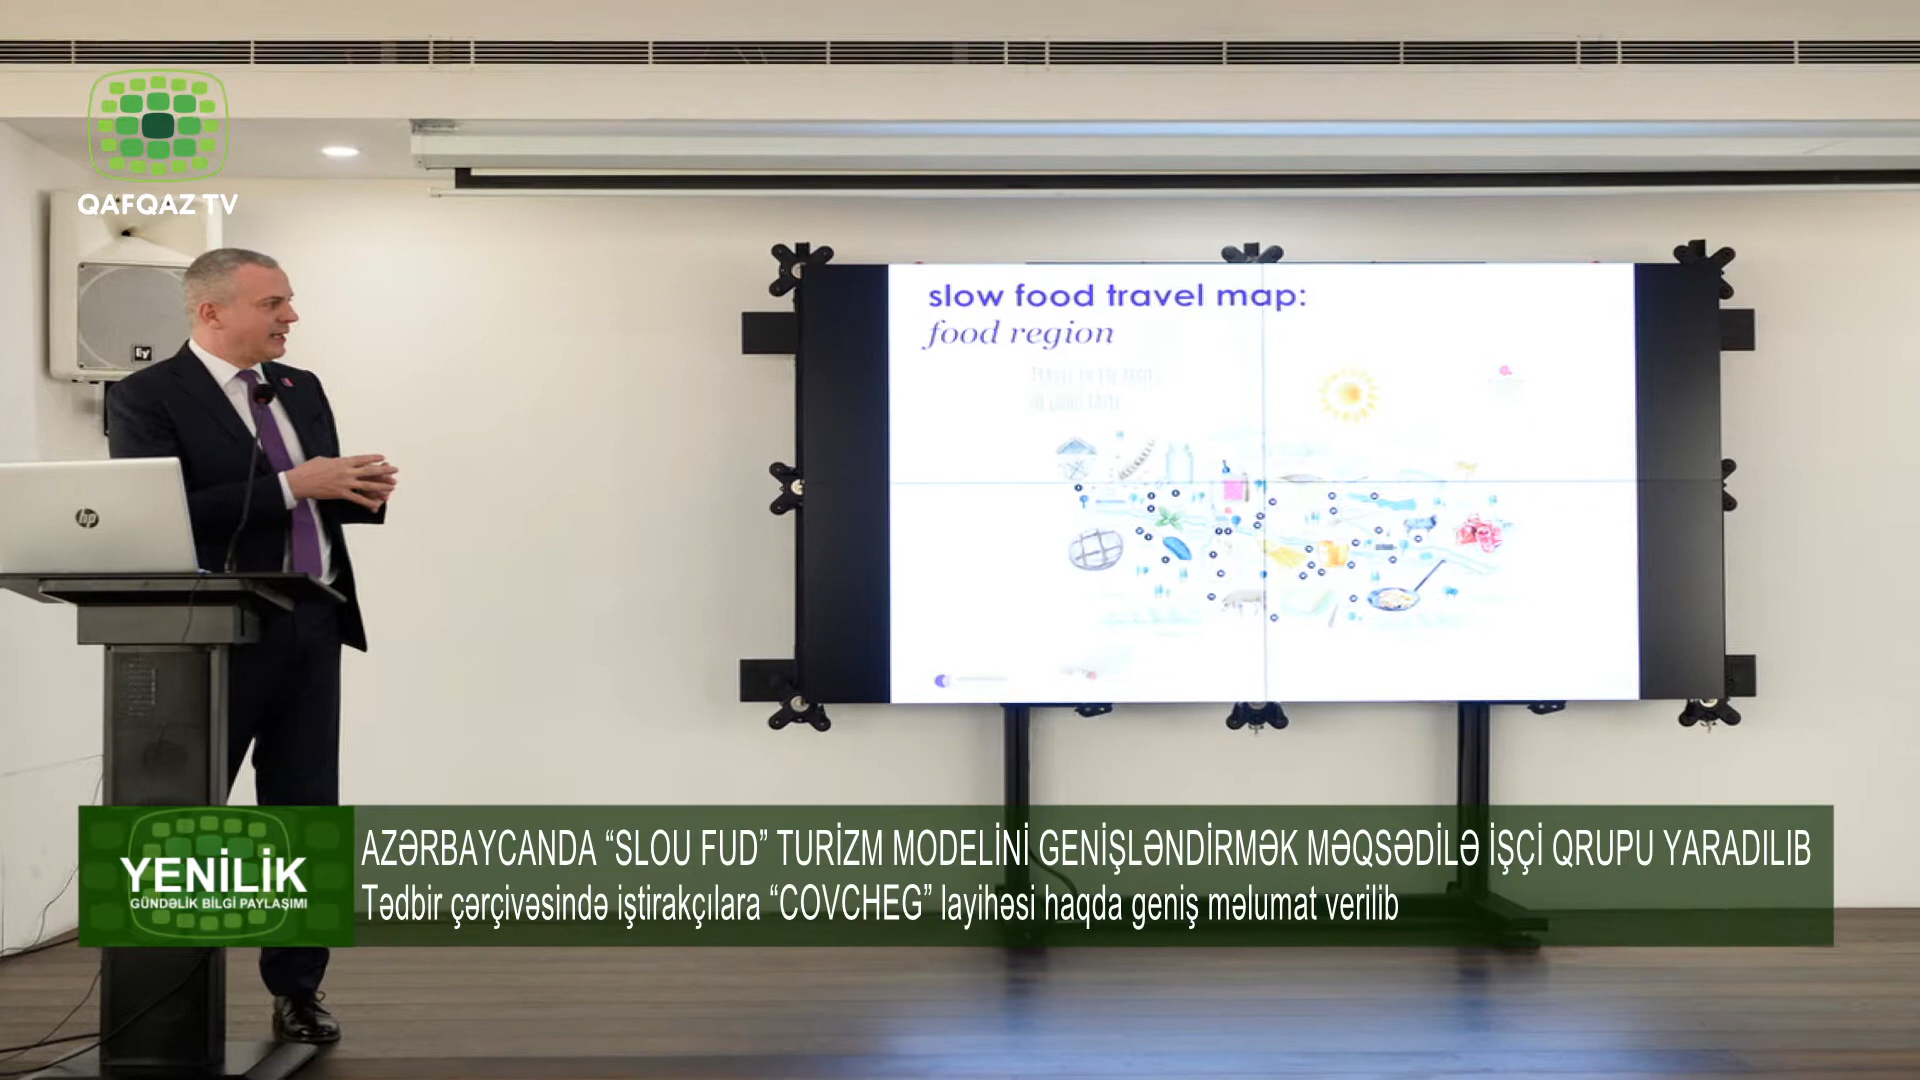 QAFQAZ TV
slow food travel map:
food region
hp
YENİLİK
GÜNDƏLİK BİLGİ PAYLAŞIMI
AZƏRBAYCANDA “SLOU FUD” TURİZM MODELİNİ GENİŞLƏNDİRMƏK MƏQSƏDİLƏ İŞÇİ QRUPU YARADILIB
Tədbir çərçivəsində iştirakçılara “COVCHEG” layihəsi haqda geniş məlumat verilib